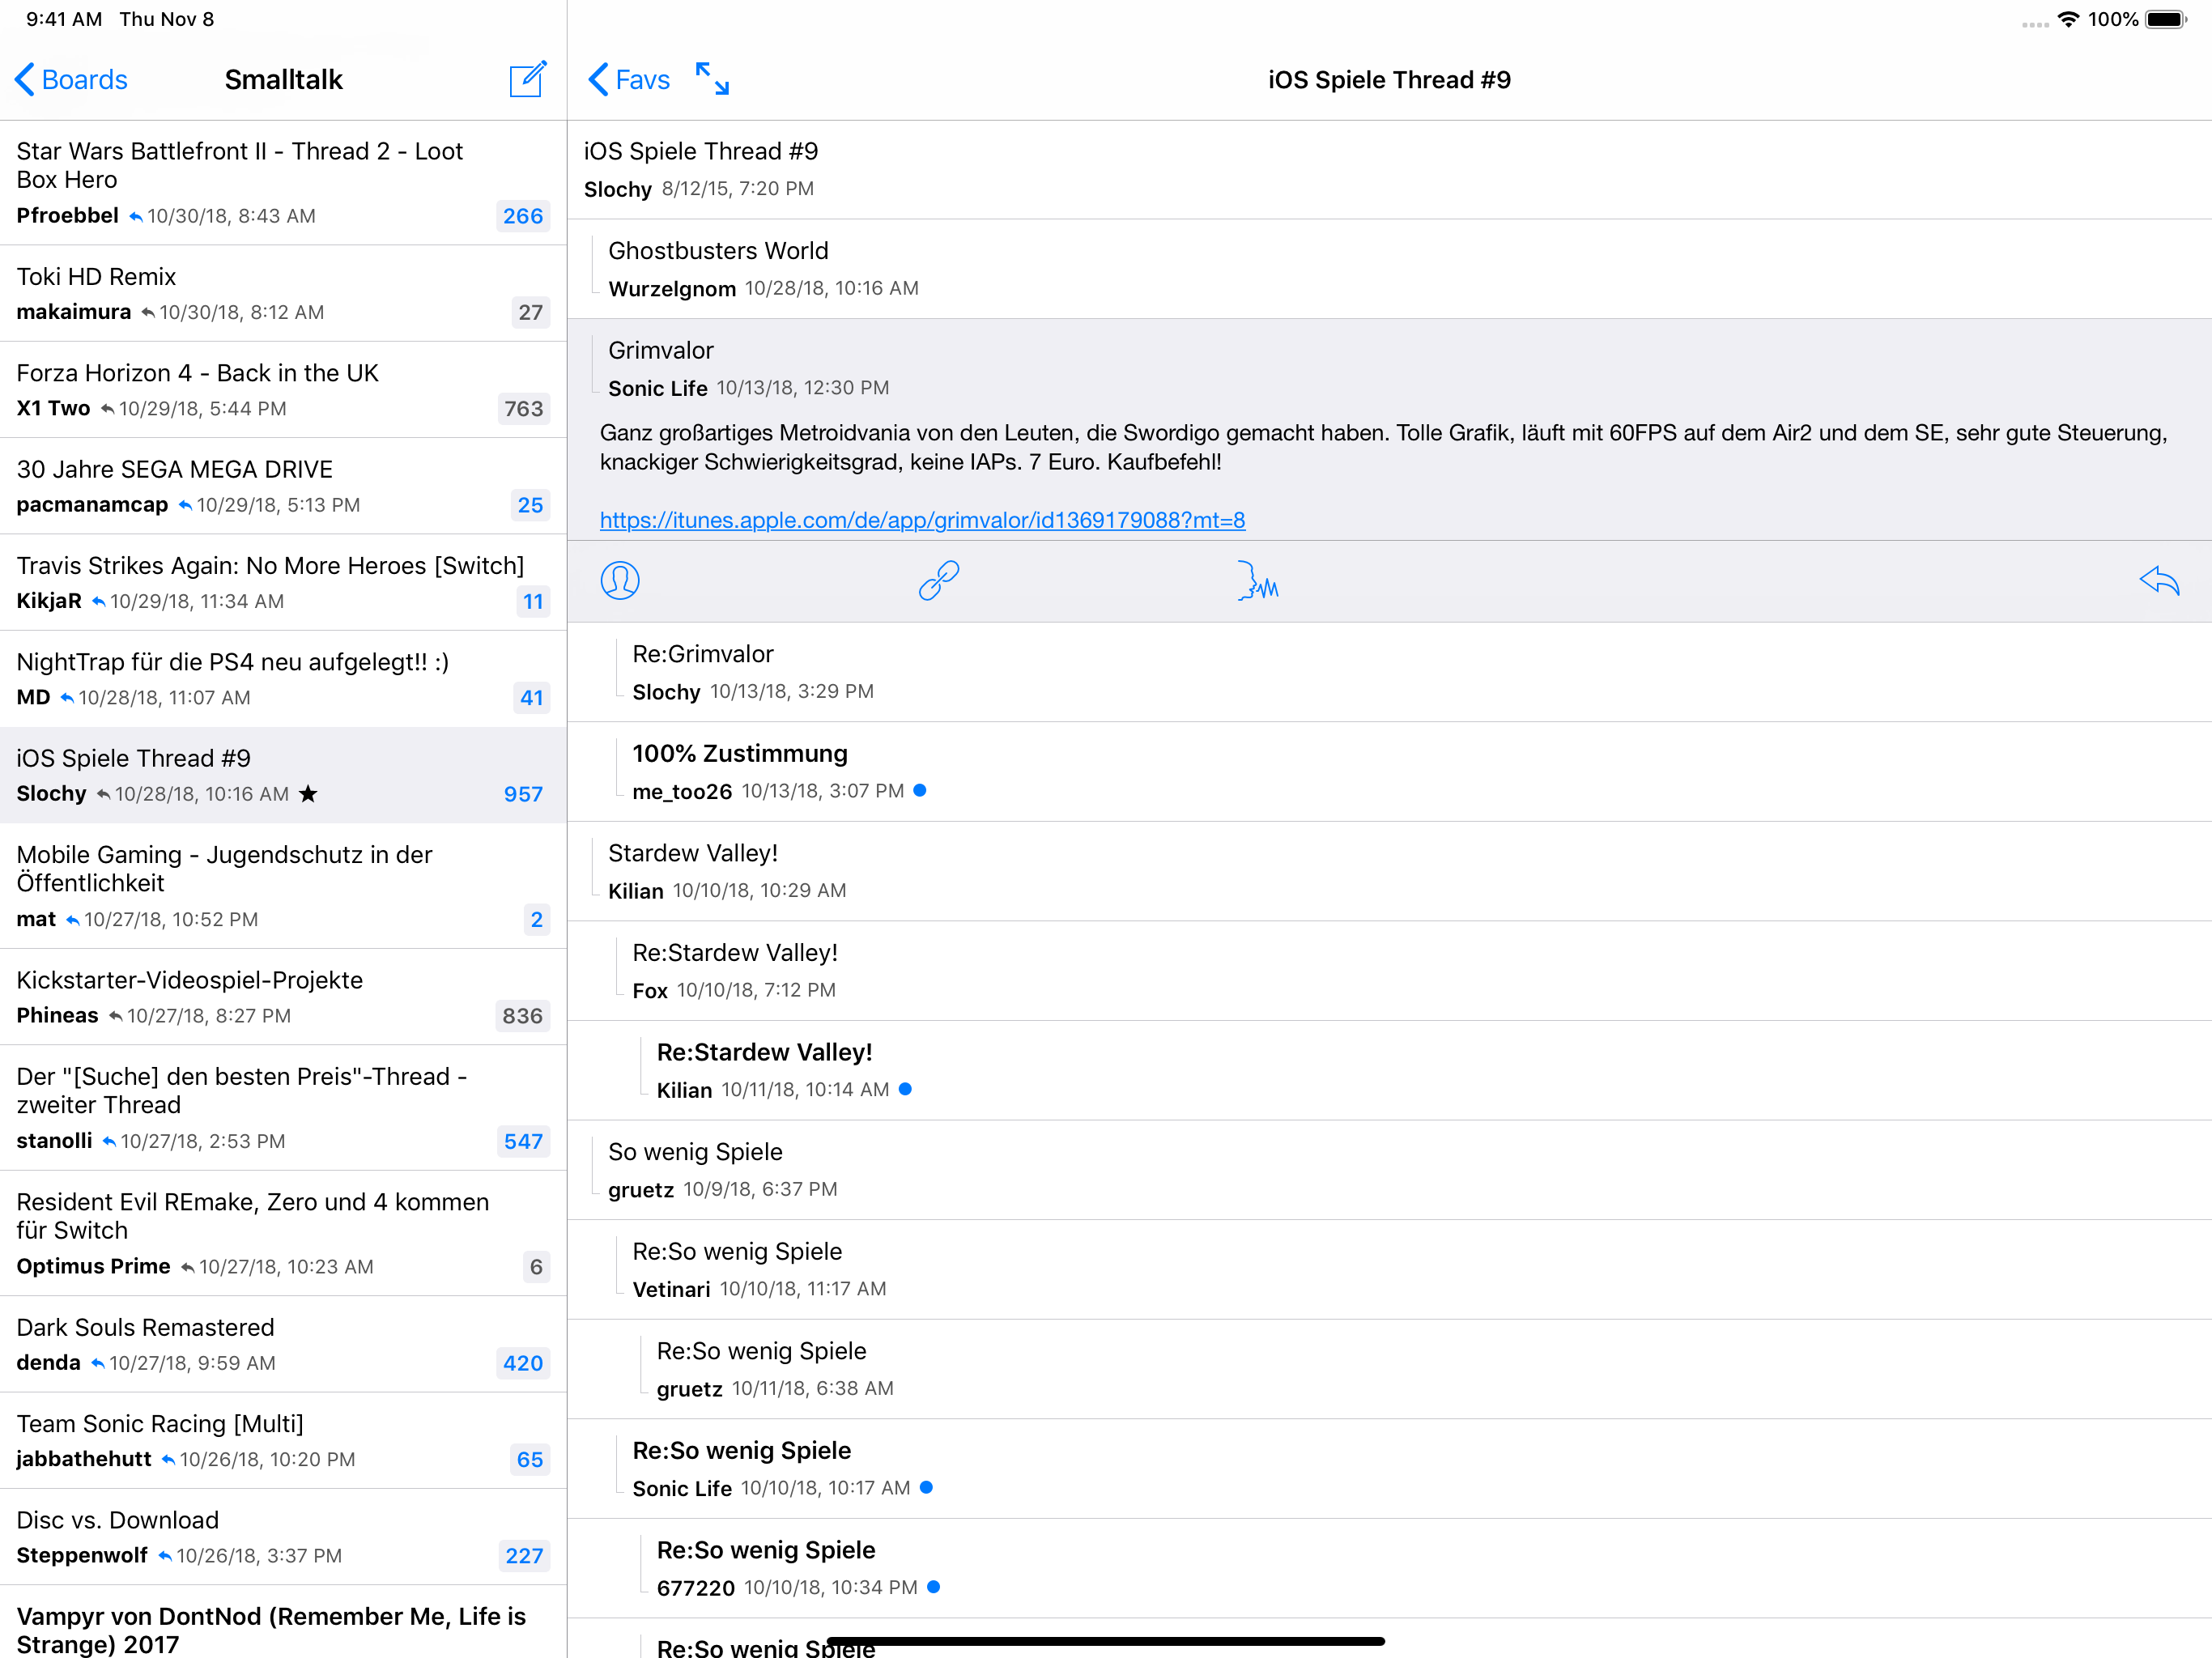 9:41 AM Thu Nov 8
100%
Boards
Smalltalk
Star Wars Battlefront II - Thread 2 - Loot
Box Hero
Pfroebbel 10/30/18, 8:43 AM 266
Toki HD Remix
makaimura 10/30/18, 8:12 AM 27
Forza Horizon 4 - Back in the UK
X1 Two 10/29/18, 5:44 PM 763
30 Jahre SEGA MEGA DRIVE
pacmanamcap 10/29/18, 5:13 PM 25
Travis Strikes Again: No More Heroes [Switch]
KikjaR 10/29/18, 11:34 AM 11
NightTrap für die PS4 neu aufgelegt!! :)
MD 10/28/18, 11:07 AM 41
iOS Spiele Thread #9
Slochy 10/28/18, 10:16 AM ★ 957
Mobile Gaming - Jugendschutz in der
Öffentlichkeit
mat 10/27/18, 10:52 PM 2
Kickstarter-Videospiel-Projekte
Phineas 10/27/18, 8:27 PM 836
Der "[Suche] den besten Preis"-Thread -
zweiter Thread
stanolli 10/27/18, 2:53 PM 547
Resident Evil REmake, Zero und 4 kommen
für Switch
Optimus Prime 10/27/18, 10:23 AM 6
Dark Souls Remastered
denda 10/27/18, 9:59 AM 420
Team Sonic Racing [Multi]
jabbathehutt 10/26/18, 10:20 PM 65
Disc vs. Download
Steppenwolf 10/26/18, 3:37 PM 227
Vampyr von DontNod (Remember Me, Life is
Strange) 2017
Favs
iOS Spiele Thread #9
iOS Spiele Thread #9
Slochy 8/12/15, 7:20 PM
Ghostbusters World
Wurzelgnom 10/28/18, 10:16 AM
Grimvalor
Sonic Life 10/13/18, 12:30 PM
Ganz großartiges Metroidvania von den Leuten, die Swordigo gemacht haben. Tolle Grafik, läuft mit 60FPS auf dem Air2 und dem SE, sehr gute Steuerung,
knackiger Schwierigkeitsgrad, keine IAPs. 7 Euro. Kaufbefehl!
https://itunes.apple.com/de/app/grimvalor/id1369179088?mt=8
Re:Grimvalor
Slochy 10/13/18, 3:29 PM
100% Zustimmung
me_too26 10/13/18, 3:07 PM
Stardew Valley!
Kilian 10/10/18, 10:29 AM
Re:Stardew Valley!
Fox 10/10/18, 7:12 PM
Re:Stardew Valley!
Kilian 10/11/18, 10:14 AM
So wenig Spiele
gruetz 10/9/18, 6:37 PM
Re:So wenig Spiele
Vetinari 10/10/18, 11:17 AM
Re:So wenig Spiele
gruetz 10/11/18, 6:38 AM
Re:So wenig Spiele
Sonic Life 10/10/18, 10:17 AM
Re:So wenig Spiele
677220 10/10/18, 10:34 PM
Re:So wenig Spiele